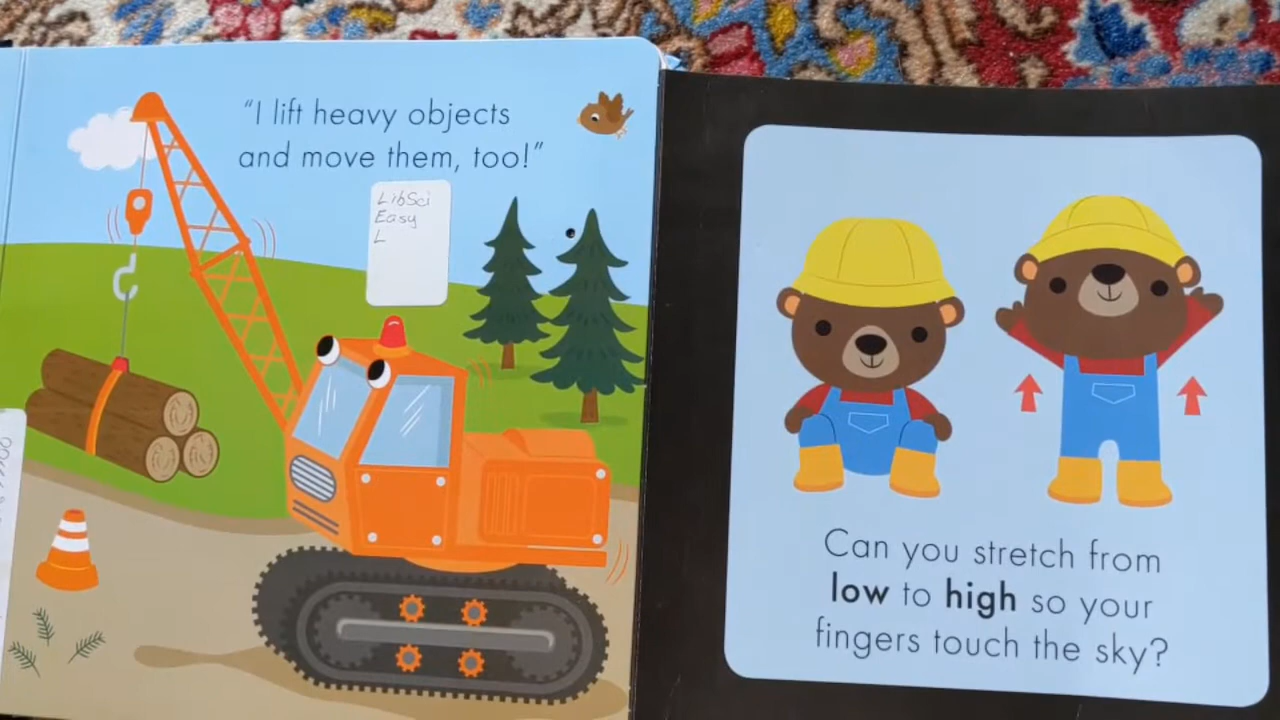 “I lift heavy objects
and move them, too!”
LibSci
Easy
L
Can you stretch from
low to high so your
fingers touch the sky?